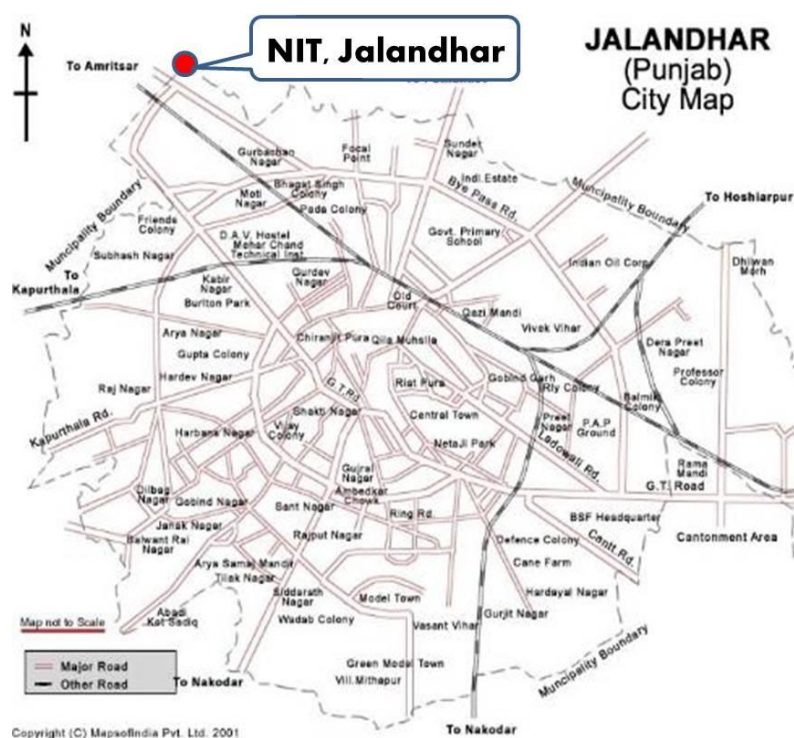 N
NIT, Jalandhar
JALANDHAR
(Punjab)
City Map
To Amritsar
Gurbachan
Nagar
Focal
Point
Sunder
Nagar
Indl.Estate
Bye Pass Rd.
Muncipality Boundary
To Hoshiarpur
Muncipality Boundary
Moti
Nagar
Bhagat Singh
Colony
Pada Colony
Friends
Colony
D.A.V. Hostel
Mehar Chand
Technical Inst.
Govt. Primary
School
Subhash Nagar
To
Kapurthala
Kabir
Nagar
Gurdev
Nagar
Burlton Park
Indian Oil Corp
Dhilwan
Morh
Old
Court
Qazi Mandi
Vivek Vihar
Arya Nagar
Chiranjit Pura
Qila Muhalla
Dera Preet
Nagar
Gupta Colony
Professor
Colony
Hardev Nagar
Raj Nagar
G.T.Rd.
Rist Pura
Gobind Garh
Rly Colony
Balmik
Colony
Kapurthala Rd.
Shakti Nagar
Central Town
Preet
Nagar
P.A.P
Ground
Harbans Nagar
Vijay
Colony
Netaji Park
Ladowali Rd.
Rama
Mandi
Gujral
Nagar
G.T. Road
Dilbag
Nagar
Gobind Nagar
Ambedkar
Chowk
Sant Nagar
Ring Rd.
BSF Headquarter
Janak Nagar
Balwant Rai
Nagar
Rajput Nagar
Defence Colony
Cantt Rd.
Cantonment Area
Arya Samaj Mandir
Tilak Nagar
Cane Farm
Siddarath
Nagar
Model Town
Hardayal Nagar
Abadi
Kot Sadiq
Wadab Colony
Vasant Vihar
Gurjit Nagar
Map not to Scale
Major Road
Other Road
Green Model Town
Vill.Mithapur
Muncipality Boundary
To Nakodar
To Nakodar
Copyright (C) MapsofIndia Pvt. Ltd. 2001